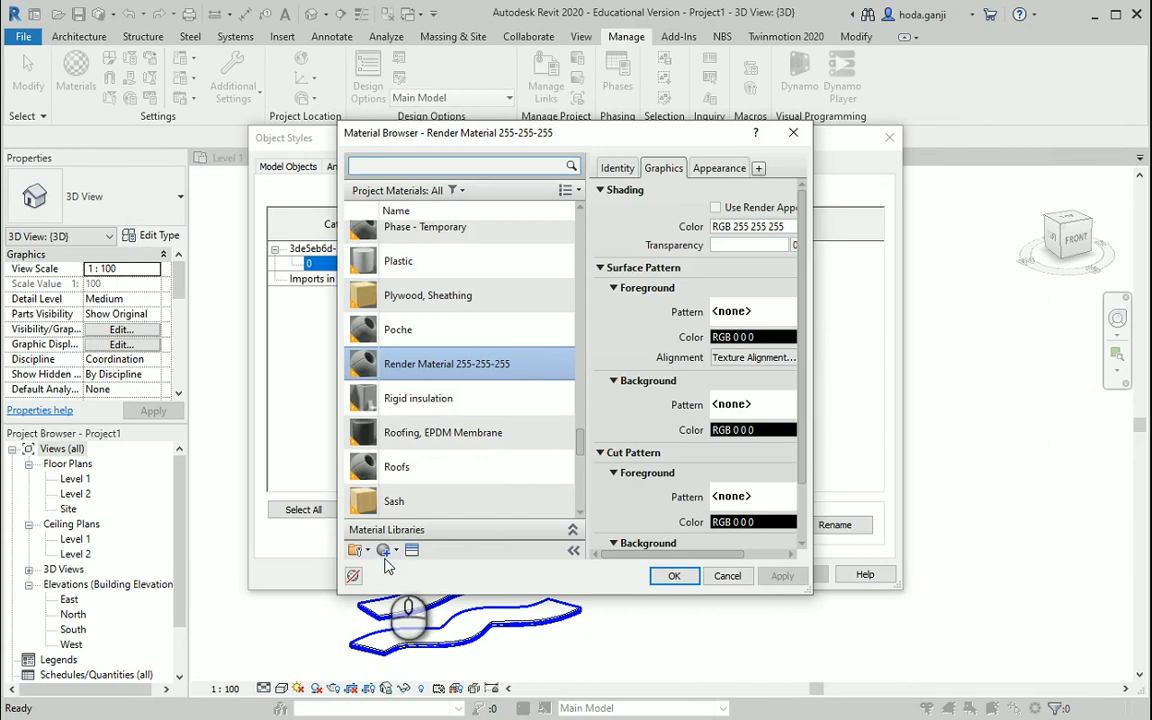 Autodesk Revit 2020 - Educational Version - Project1 - 3D View: {3D}
hoda.ganji
File Architecture Structure Steel Systems Insert Annotate Analyze Massing & Site Collaborate View Manage Add-Ins NBS Twinmotion 2020 Modify
Modify
Materials
Additional
Settings
Design
Options
Main Model
Manage
Links
Phases
Dynamo
Dynamo
Player
Select
Settings
Project Location
Design Options
Manage Project
Phasing
Selection
Inquiry
Macros
Visual Programming
Properties
3D View
3D View: {3D}
Edit Type
Graphics
View Scale 1 : 100
Scale Value 1: 100
Detail Level Medium
Parts Visibility Show Original
Visibility/Grap... Edit...
Graphic Displ... Edit...
Discipline Coordination
Show Hidden ... By Discipline
Default Analy... None
Properties help
Apply
Project Browser - Project1
Views (all)
Floor Plans
Level 1
Level 2
Site
Ceiling Plans
Level 1
Level 2
3D Views
Elevations (Building Elevation
East
North
South
West
Legends
Schedules/Quantities (all)
Level 1
Object Styles
Model Objects
An
Cat
3de5eb6d-
0
Imports in
Select All
Rename
Help
Material Browser - Render Material 255-255-255
?
Project Materials: All
Name
Phase - Temporary
Plastic
Plywood, Sheathing
Poche
Render Material 255-255-255
Rigid insulation
Roofing, EPDM Membrane
Roofs
Sash
Material Libraries
Identity Graphics Appearance
Shading
Use Render Appe
Color RGB 255 255 255
Transparency 0
Surface Pattern
Foreground
Pattern <none>
Color RGB 0 0 0
Alignment Texture Alignment...
Background
Pattern <none>
Color RGB 0 0 0
Cut Pattern
Foreground
Pattern <none>
Color RGB 0 0 0
Background
OK Cancel Apply
FRONT
1 : 100
Ready
:0
Main Model
:0